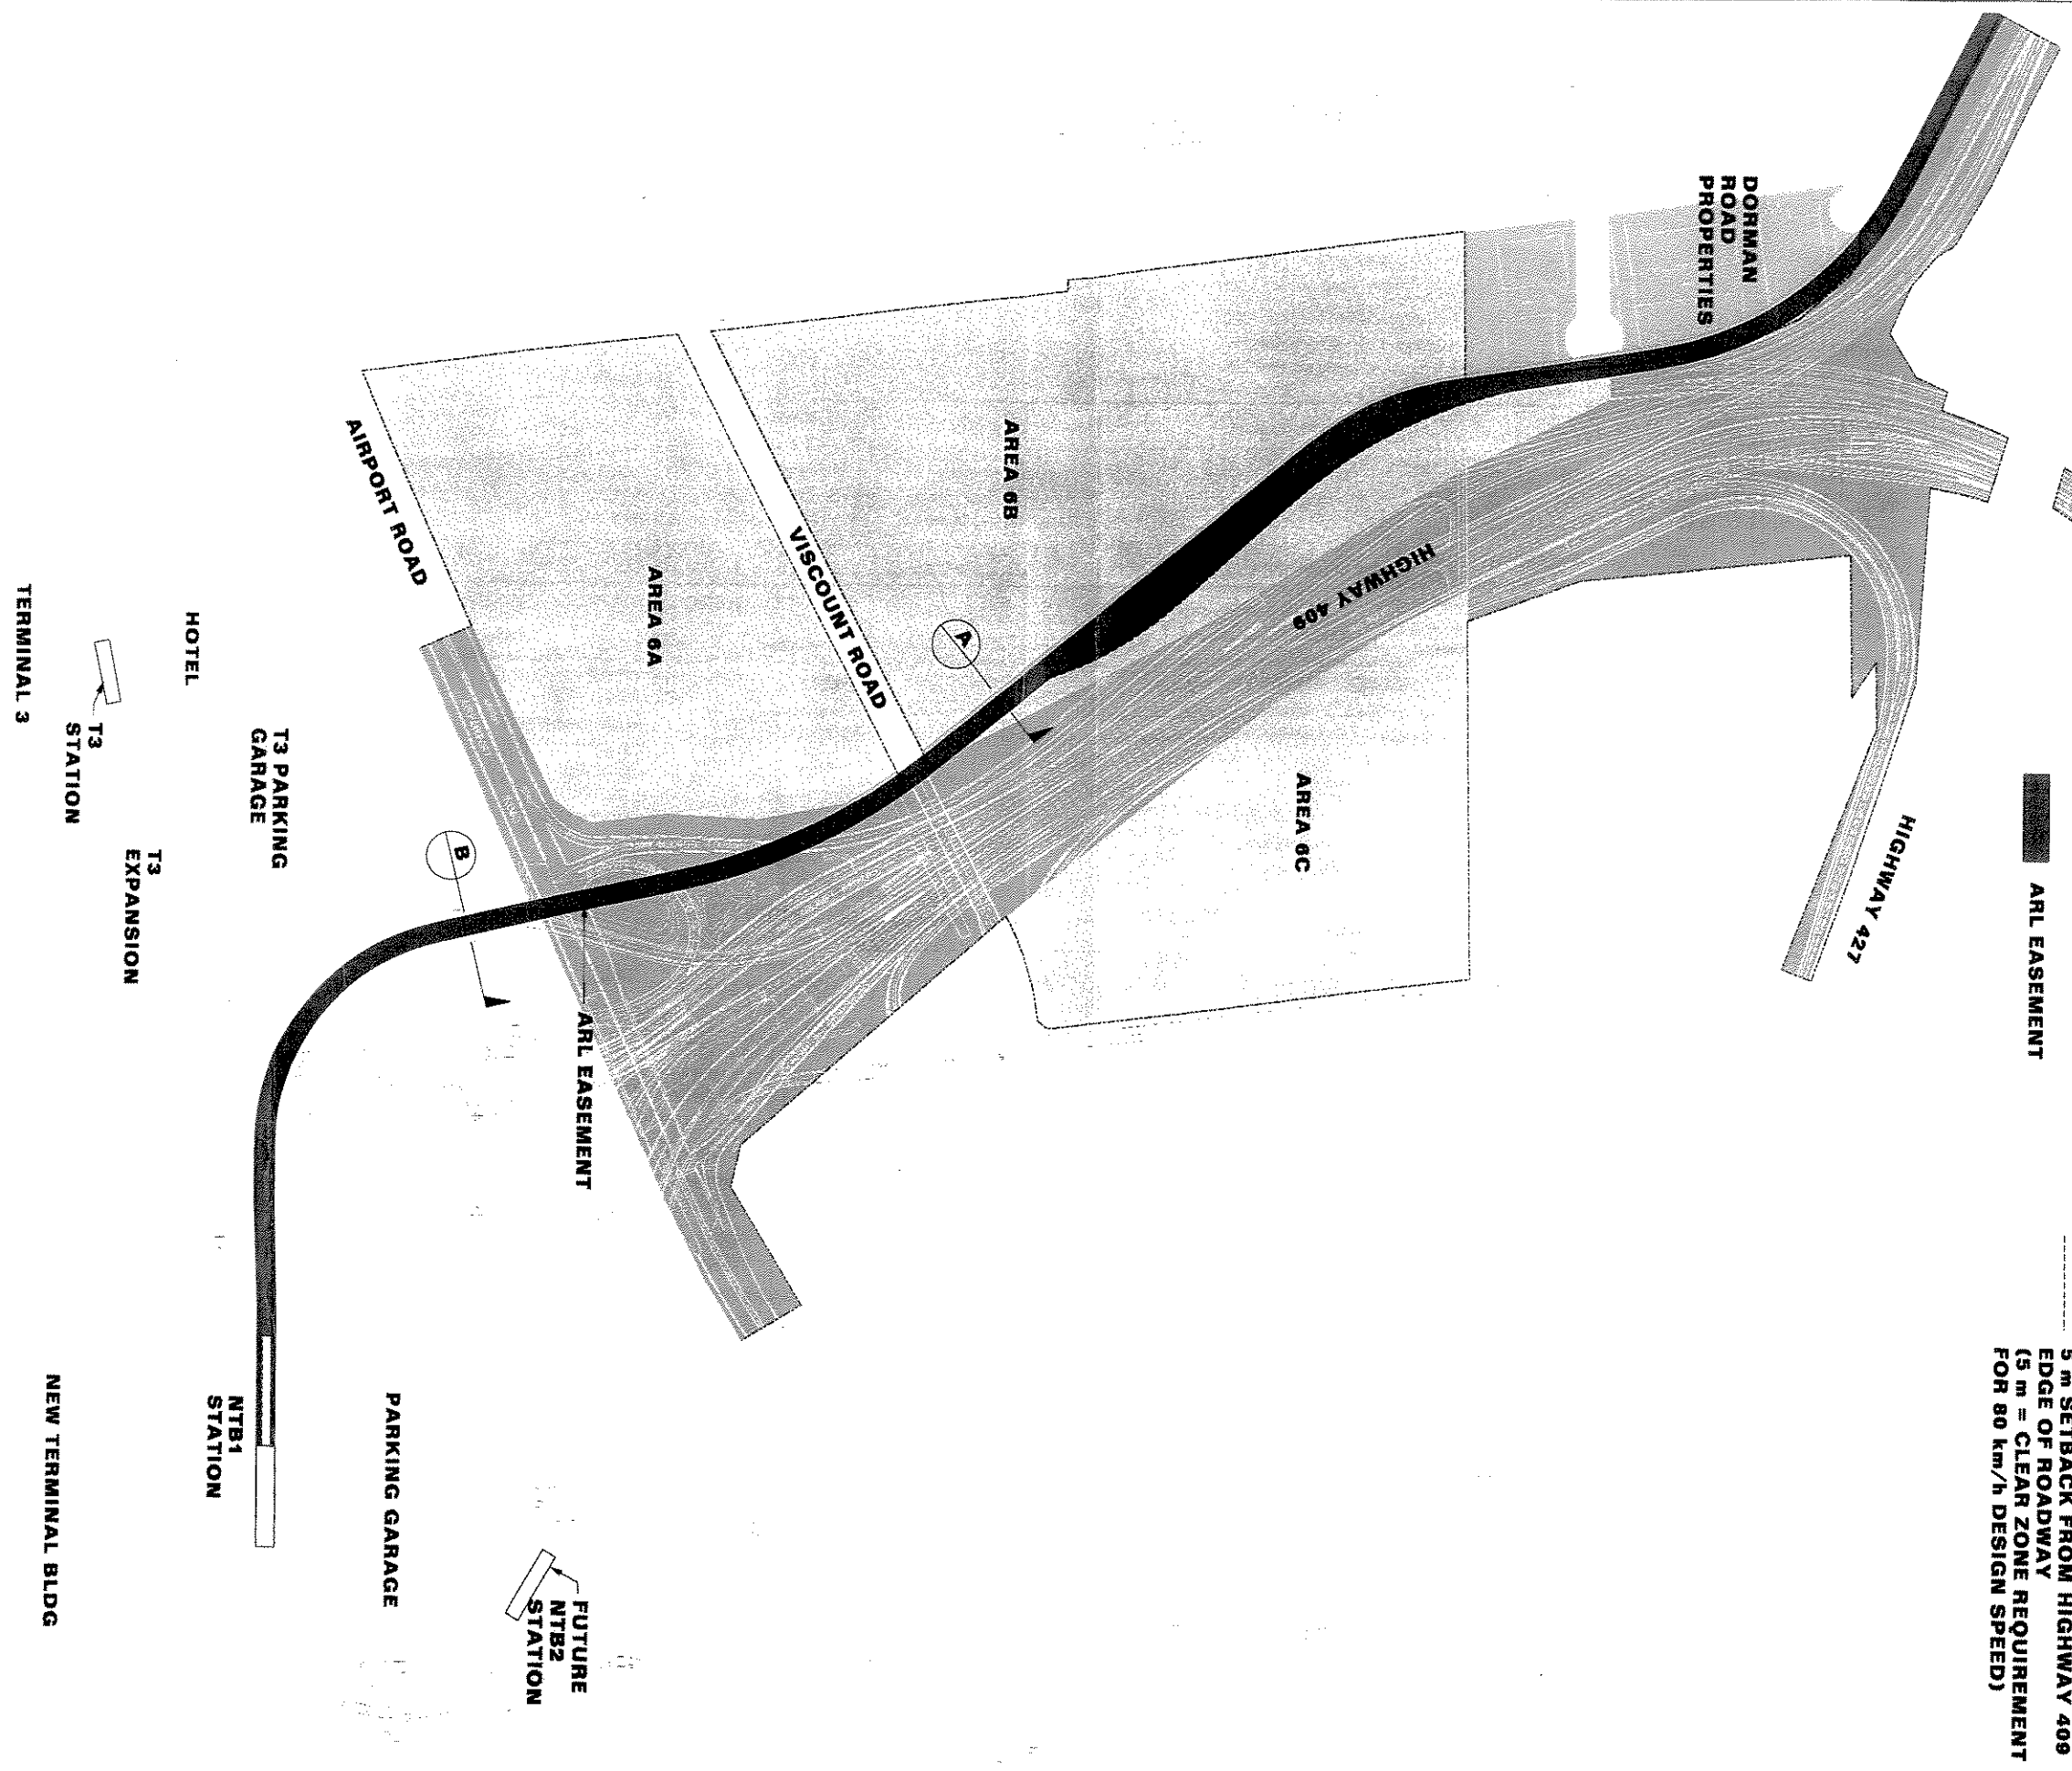 ARL EASEMENT
5 m SETBACK FROM HIGHWAY 409
EDGE OF ROADWAY
(5 m = CLEAR ZONE REQUIREMENT
FOR 80 km/h DESIGN SPEED)
HIGHWAY 427
DORMAN
ROAD
PROPERTIES
HIGHWAY 409
AREA 6C
AREA 6B
A
VISCOUNT ROAD
AREA 6A
ARL EASEMENT
FUTURE
NTB2
STATION
B
AIRPORT ROAD
PARKING GARAGE
T3 PARKING
GARAGE
NTB1
STATION
HOTEL
T3
EXPANSION
T3
STATION
NEW TERMINAL BLDG
TERMINAL 3